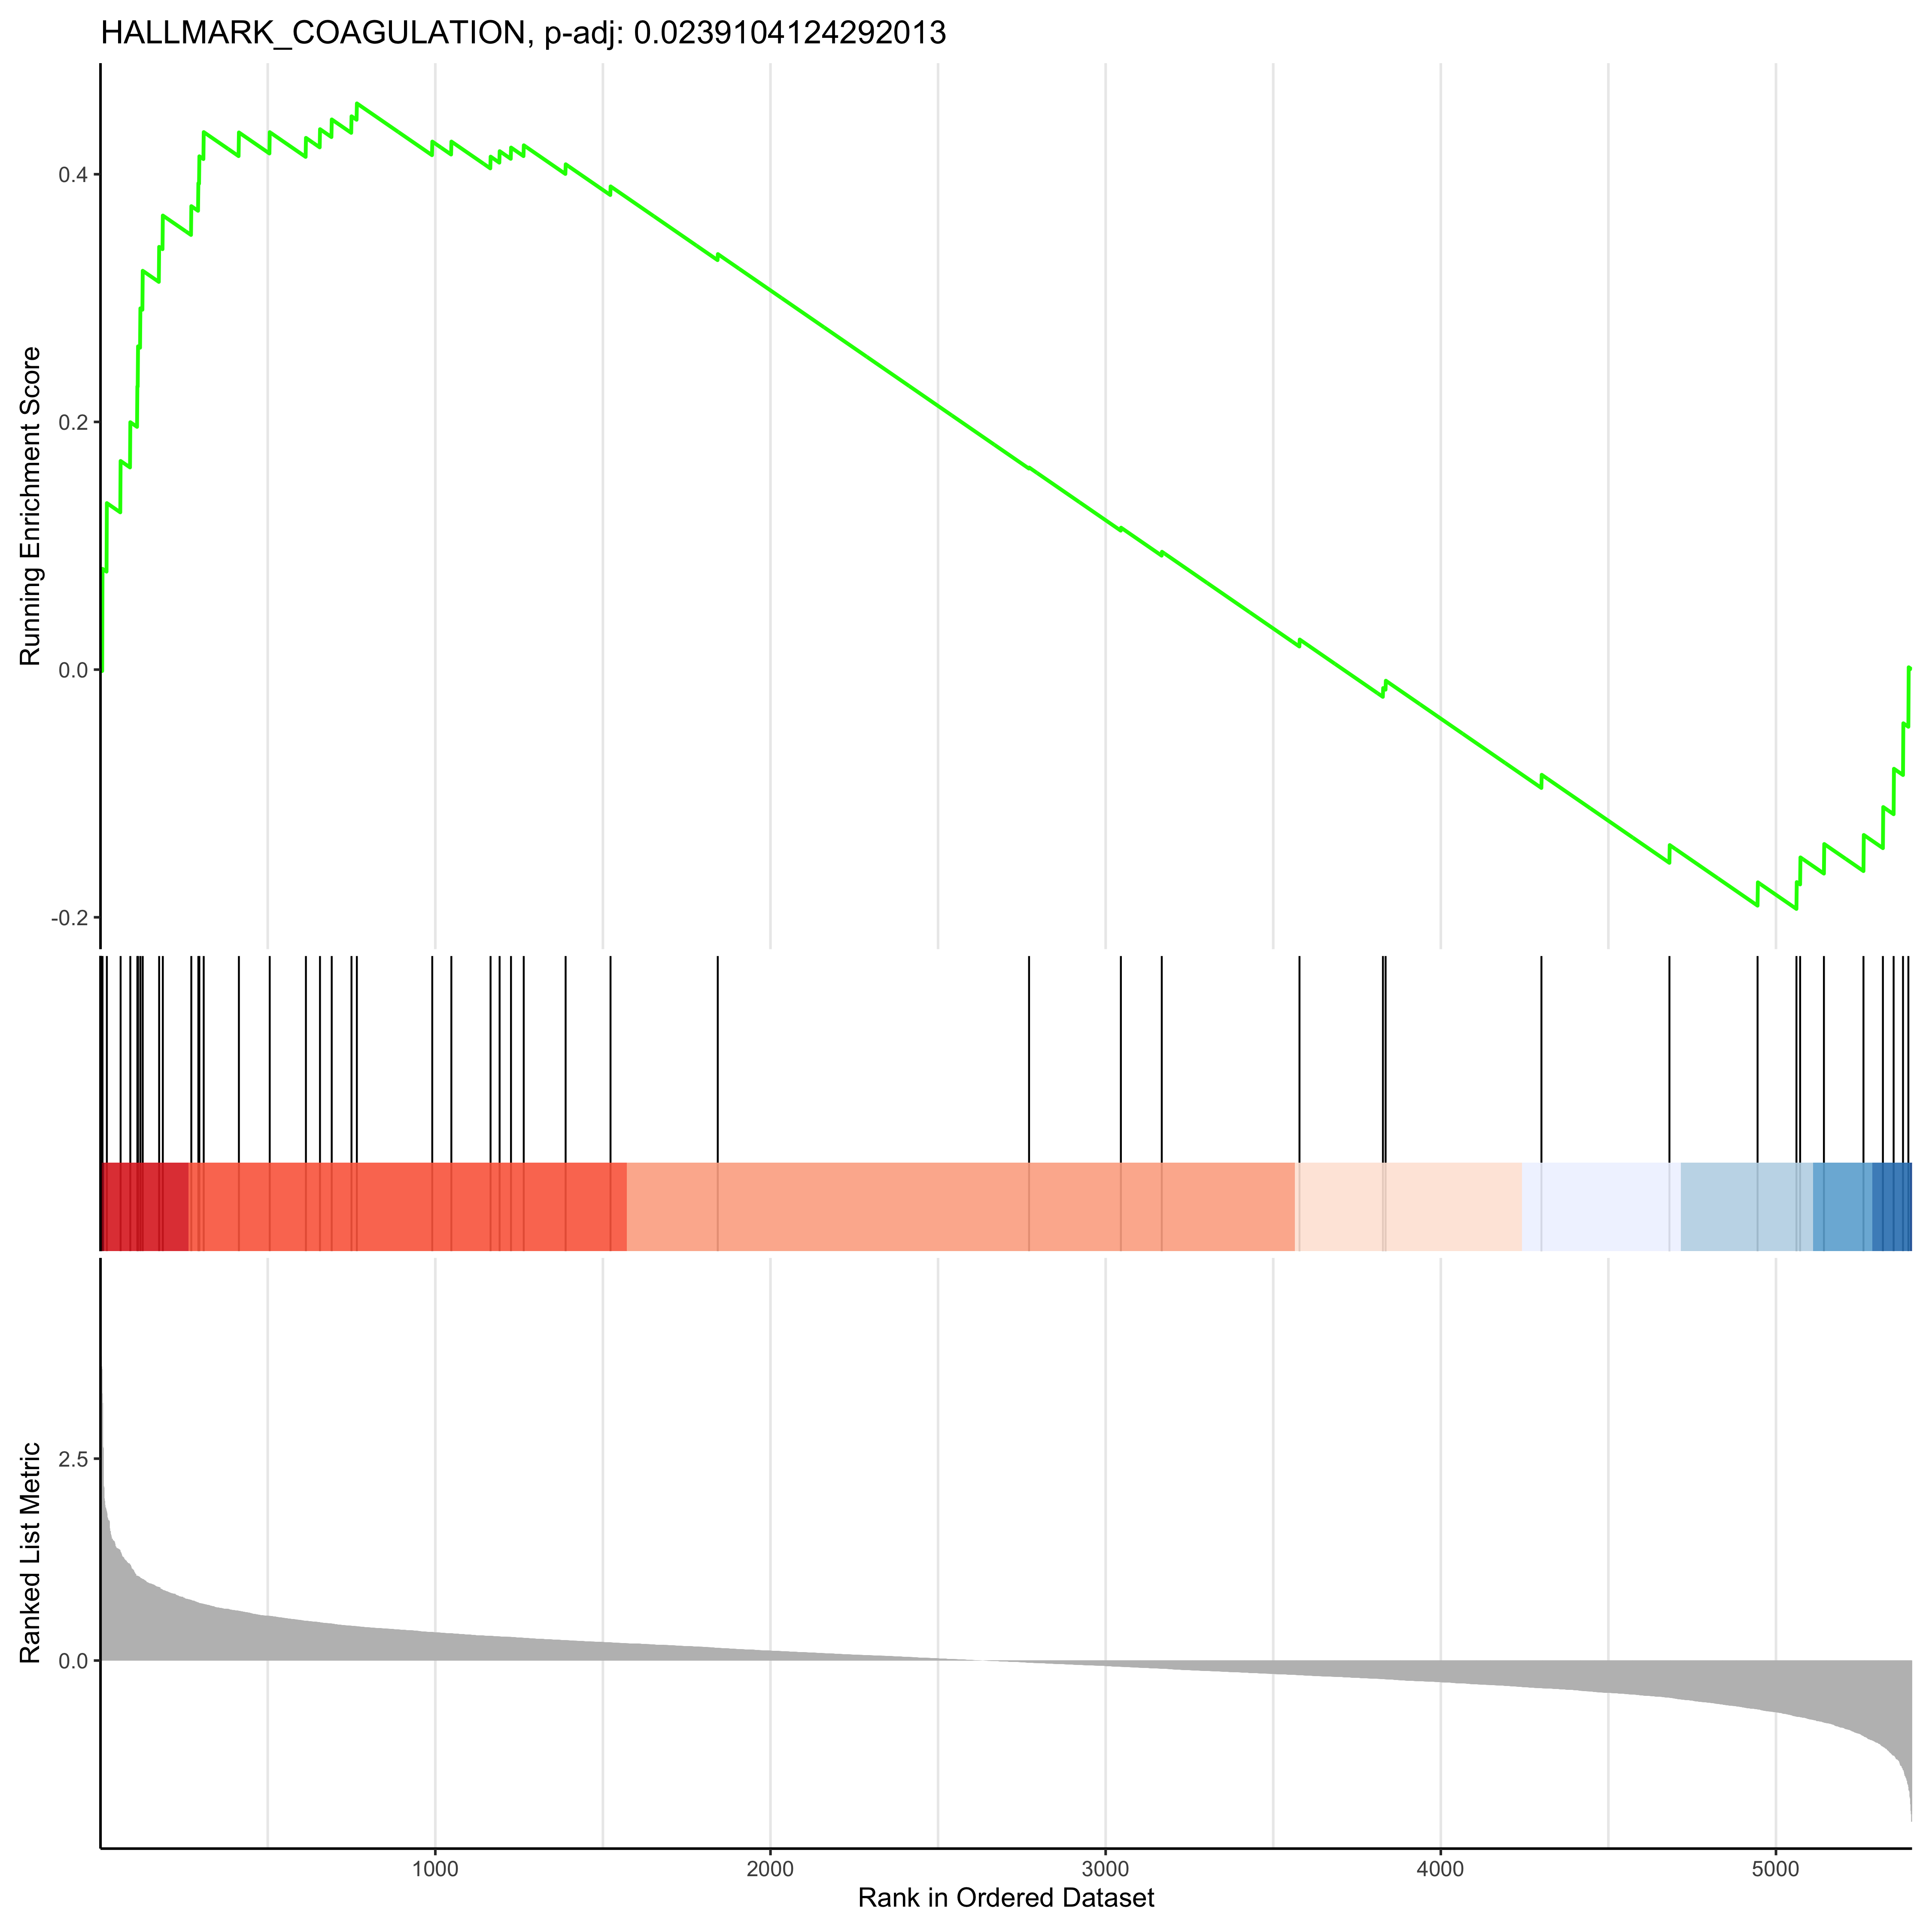 HALLMARK_COAGULATION, p-adj: 0.0239104124292013
Running Enrichment Score
0.4
0.2
0.0
-0.2
Ranked List Metric
2.5
0.0
1000 2000 3000 4000 5000
Rank in Ordered Dataset